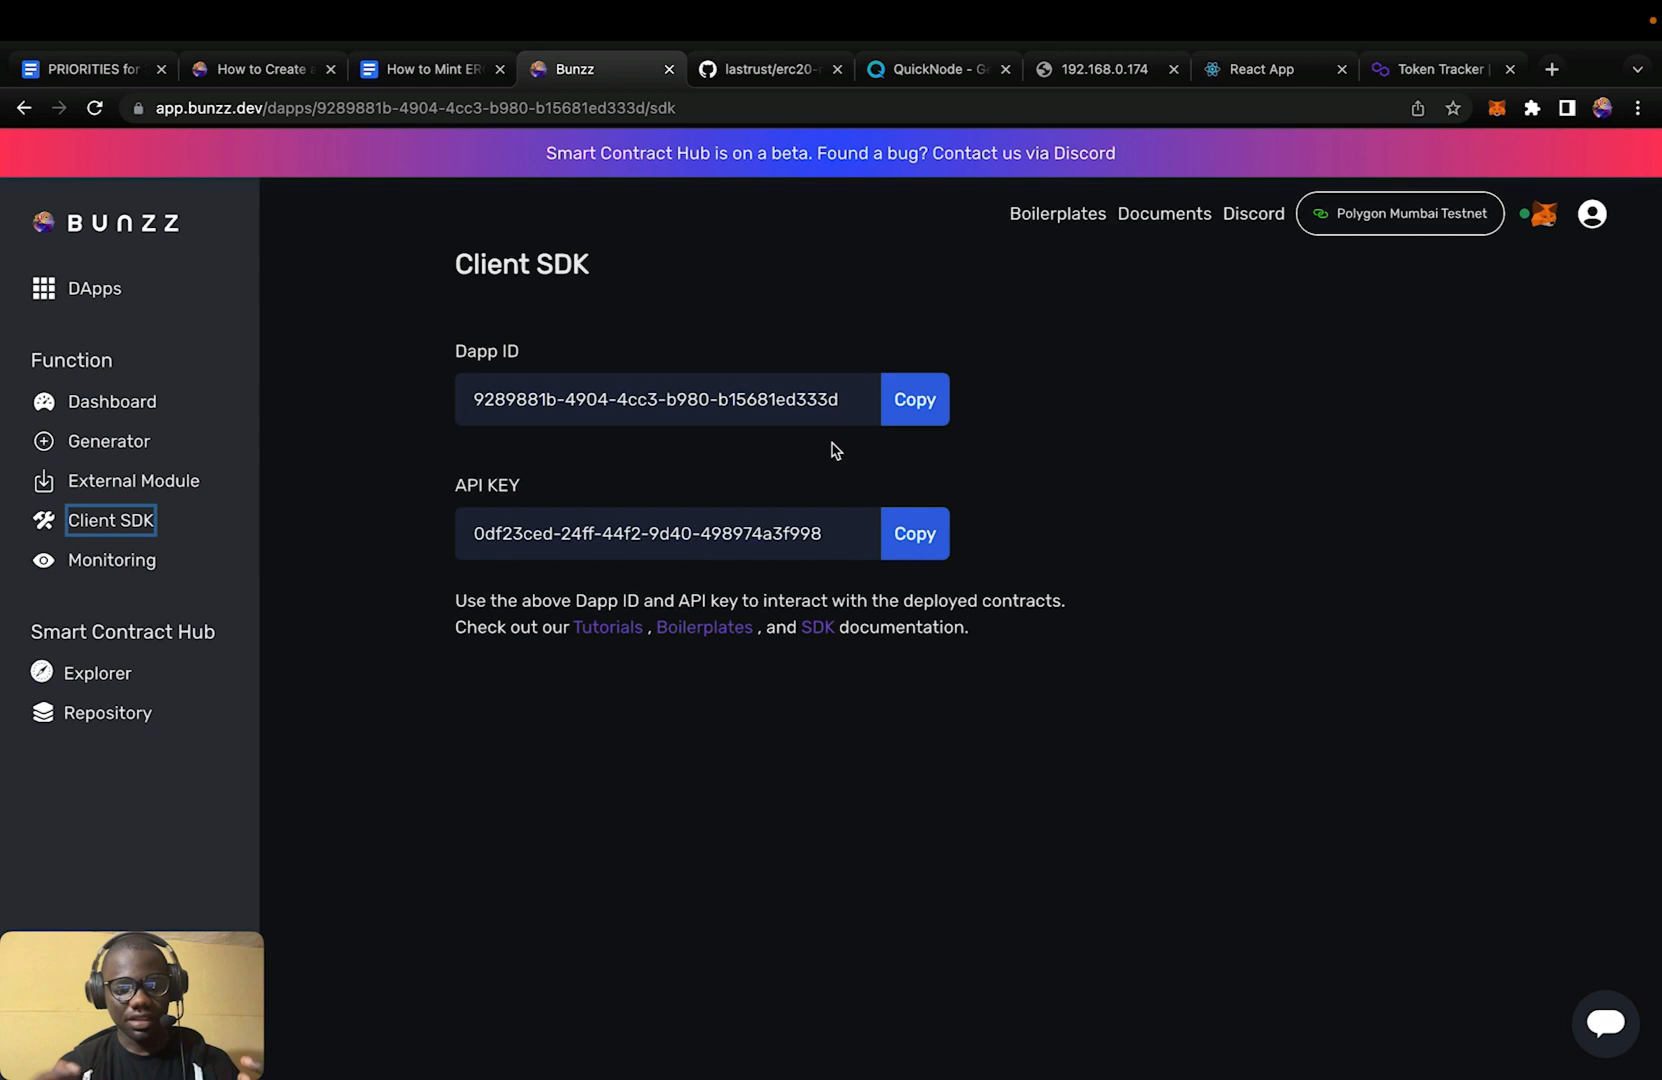 PRIORITIES for
How to Create a
How to Mint ER
Bunzz
lastrust/erc20-
QuickNode - G
192.168.0.174
React App
Token Tracker |
app.bunzz.dev/dapps/9289881b-4904-4cc3-b980-b15681ed333d/sdk
Smart Contract Hub is on a beta. Found a bug? Contact us via Discord
BUNZZ
Boilerplates Documents Discord Polygon Mumbai Testnet
DApps
Function
Dashboard
Generator
External Module
Client SDK
Monitoring
Smart Contract Hub
Explorer
Repository
Client SDK
Dapp ID
9289881b-4904-4cc3-b980-b15681ed333d Copy
API KEY
0df23ced-24ff-44f2-9d40-498974a3f998 Copy
Use the above Dapp ID and API key to interact with the deployed contracts.
Check out our Tutorials , Boilerplates , and SDK documentation.